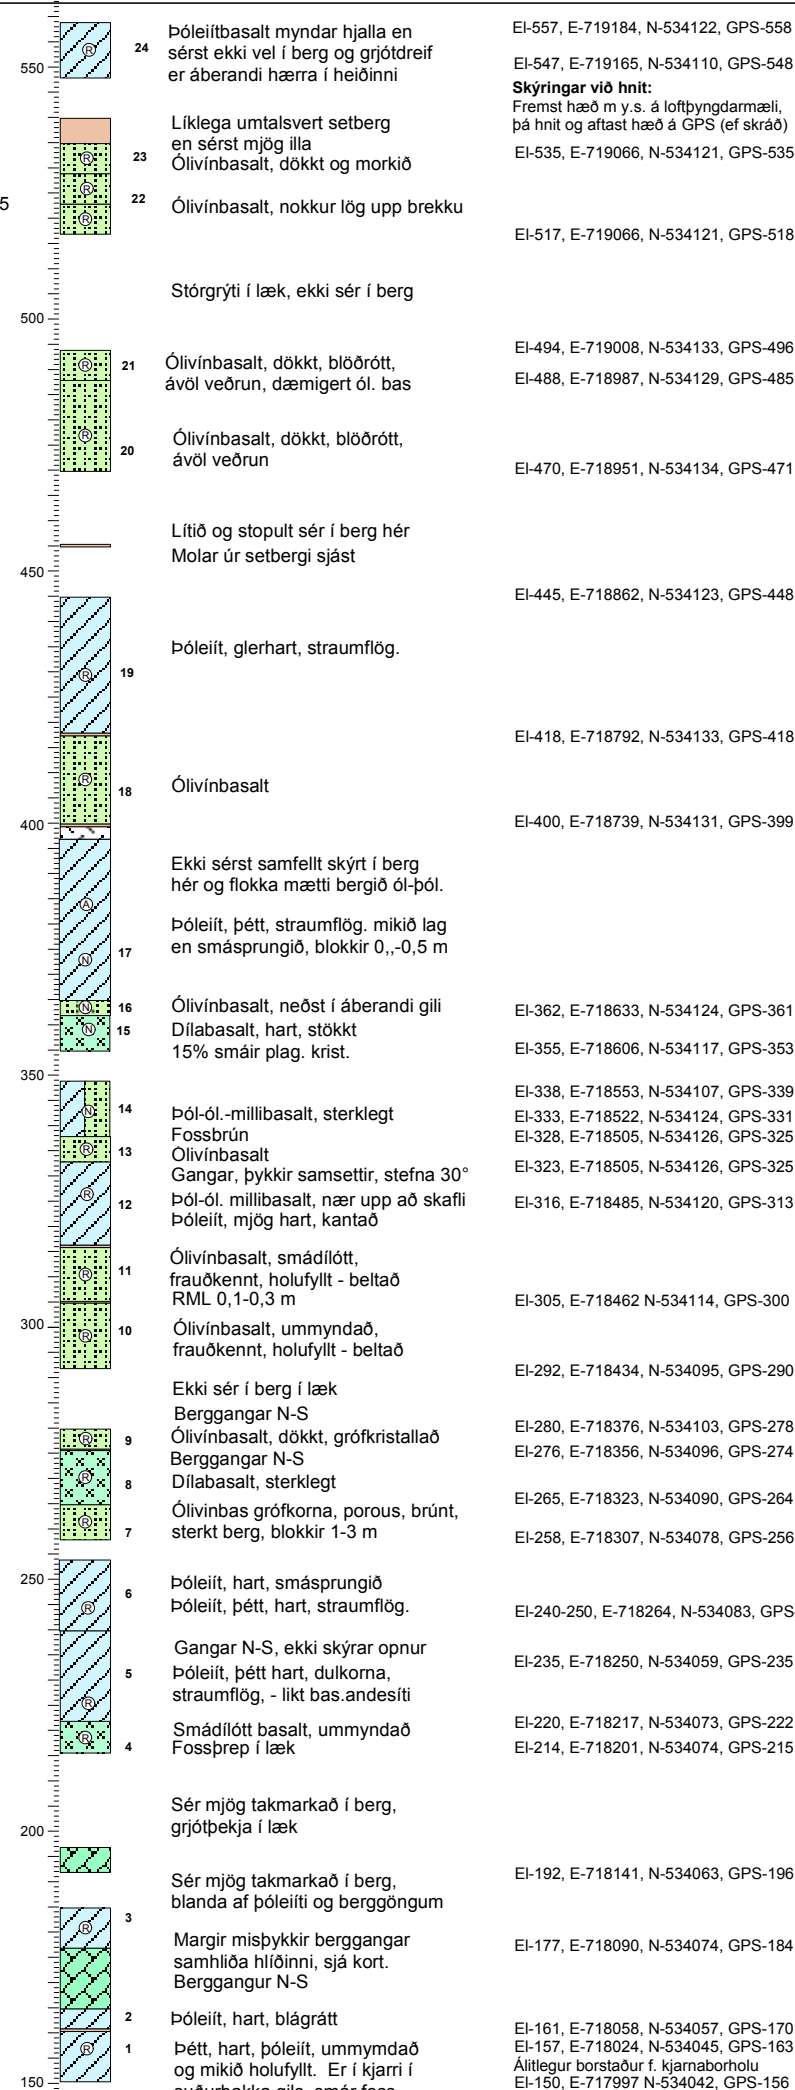 24
Þóleiítbasalt myndar hjalla en
sérst ekki vel í berg og grjótdreif
er áberandi hærra í heiðinni
El-557, E-719184, N-534122, GPS-558
El-547, E-719165, N-534110, GPS-548
Skýringar við hnit:
Fremst hæð m y.s. á loftþyngdarmæli,
þá hnit og aftast hæð á GPS (ef skráð)
R
550
Líklega umtalsvert setberg
en sérst mjög illa
23
Ólivínbasalt, dökkt og morkið
El-535, E-719066, N-534121, GPS-535
R
R
5
22
Ólivínbasalt, nokkur lög upp brekku
R
El-517, E-719066, N-534121, GPS-518
Stórgrýti í læk, ekki sér í berg
500
El-494, E-719008, N-534133, GPS-496
R
21
Ólivínbasalt, dökkt, blöðrótt,
ávöl veðrun, dæmigert ól. bas
El-488, E-718987, N-534129, GPS-485
R
20
Ólivínbasalt, dökkt, blöðrótt,
ávöl veðrun
El-470, E-718951, N-534134, GPS-471
Lítið og stopult sér í berg hér
Molar úr setbergi sjást
450
El-445, E-718862, N-534123, GPS-448
R
19
Þóleiít, glerhart, straumflög.
El-418, E-718792, N-534133, GPS-418
R
18
Ólivínbasalt
El-400, E-718739, N-534131, GPS-399
400
Ekki sérst samfellt skýrt í berg
hér og flokka mætti bergið ól-þól.
A
Þóleiít, þétt, straumflög. mikið lag
en smásprungið, blokkir 0,,-0,5 m
17
N
16
Ólivínbasalt, neðst í áberandi gili
El-362, E-718633, N-534124, GPS-361
N
15
Dílabasalt, hart, stökkt
15% smáir plag. krist.
N
El-355, E-718606, N-534117, GPS-353
350
El-338, E-718553, N-534107, GPS-339
N
14
Þól-ól.-millibasalt, sterklegt
El-333, E-718522, N-534124, GPS-331
Fossbrún
El-328, E-718505, N-534126, GPS-325
R
13
Ólivínbasalt
Gangar, þykkir samsettir, stefna 30°
El-323, E-718505, N-534126, GPS-325
R
12
Þól-ól. millibasalt, nær upp að skafli
Þóleiít, mjög hart, kantað
El-316, E-718485, N-534120, GPS-313
R
11
Ólivínbasalt, smádílótt,
frauðkennt, holufyllt - beltað
RML 0,1-0,3 m
El-305, E-718462 N-534114, GPS-300
300
R
10
Ólivínbasalt, ummyndað,
frauðkennt, holufyllt - beltað
El-292, E-718434, N-534095, GPS-290
Ekki sér í berg í læk
Berggangar N-S
El-280, E-718376, N-534103, GPS-278
R
9
Ólivínbasalt, dökkt, grófkristallað
Berggangar N-S
El-276, E-718356, N-534096, GPS-274
R
8
Dílabasalt, sterklegt
El-265, E-718323, N-534090, GPS-264
Ólivinbas grófkorna, porous, brúnt,
sterkt berg, blokkir 1-3 m
R
7
El-258, E-718307, N-534078, GPS-256
250
6
Þóleiít, hart, smásprungið
Þóleiít, þétt, hart, straumflög.
R
El-240-250, E-718264, N-534083, GPS-
Gangar N-S, ekki skýrar opnur
El-235, E-718250, N-534059, GPS-235
5
Þóleiít, þétt hart, dulkorna,
straumflög, - likt bas.andesíti
R
El-220, E-718217, N-534073, GPS-222
Smádílótt basalt, ummyndað
R
4
Fossþrep í læk
El-214, E-718201, N-534074, GPS-215
Sér mjög takmarkað í berg,
grjótþekja í læk
200
El-192, E-718141, N-534063, GPS-196
Sér mjög takmarkað í berg,
blanda af þóleiíti og berggöngum
3
R
Margir misþykkir berggangar
samhliða hlíðinni, sjá kort.
Berggangur N-S
El-177, E-718090, N-534074, GPS-184
2
Þóleiít, hart, blágrátt
El-161, E-718058, N-534057, GPS-170
R
1
Þétt, hart, þóleiít, ummymdað
og mikið holufyllt. Er í kjarri í
El-157, E-718024, N-534045, GPS-163
Álitlegur borstaður f. kjarnaborholu
150
El-150, E-717997 N-534042, GPS-156